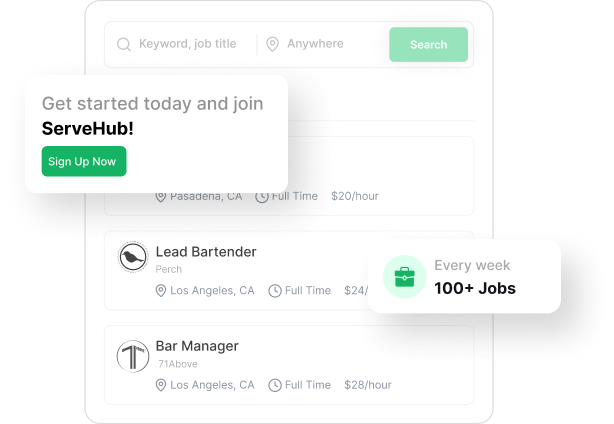 Keyword, job title
Anywhere
Search
Get started today and join
ServeHub!
Sign Up Now
Pasadena, CA
Full Time
$20/hour
Lead Bartender
Perch
Los Angeles, CA
Full Time
$24/
Every week
100+ Jobs
Bar Manager
71Above
Los Angeles, CA
Full Time
$28/hour